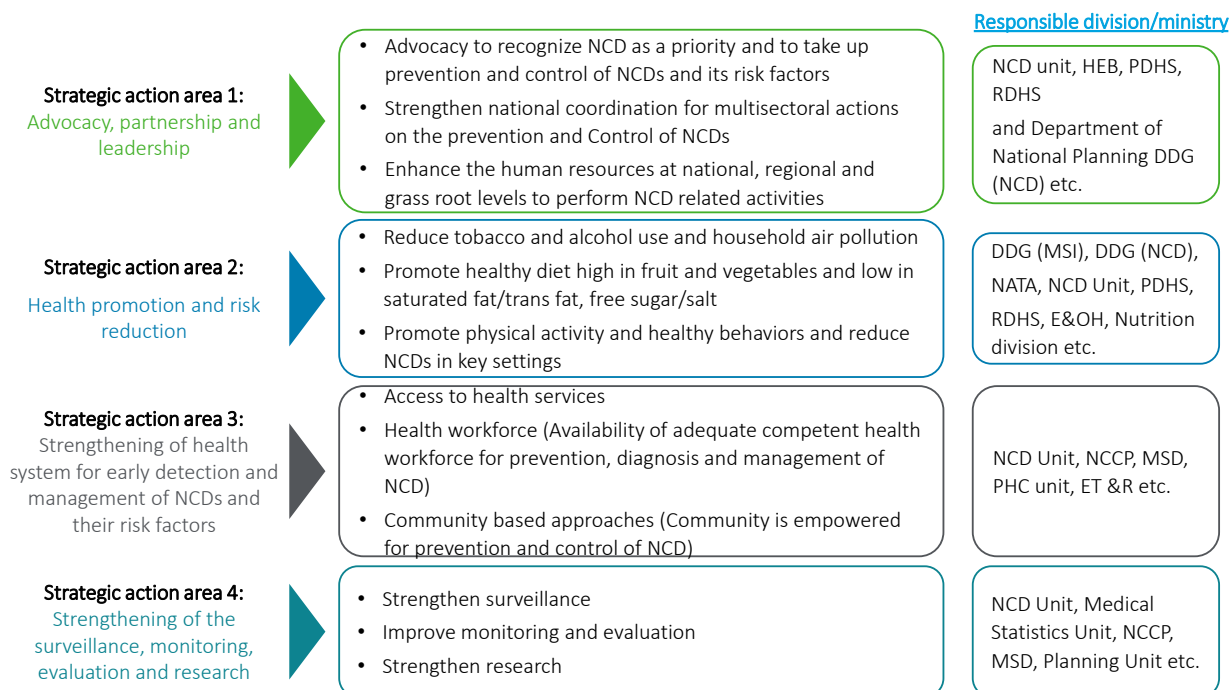 Responsible division/ministry
Strategic action area 1:
Advocacy, partnership and
leadership
• Advocacy to recognize NCD as a priority and to take up
prevention and control of NCDs and its risk factors
• Strengthen national coordination for multisectoral actions
on the prevention and Control of NCDs
• Enhance the human resources at national, regional and
grass root levels to perform NCD related activities
NCD unit, HEB, PDHS,
RDHS
and Department of
National Planning DDG
(NCD) etc.
Strategic action area 2:
Health promotion and risk
reduction
• Reduce tobacco and alcohol use and household air pollution
• Promote healthy diet high in fruit and vegetables and low in
saturated fat/trans fat, free sugar/salt
• Promote physical activity and healthy behaviors and reduce
NCDs in key settings
DDG (MSI), DDG (NCD),
NATA, NCD Unit, PDHS,
RDHS, E&OH, Nutrition
division etc.
Strategic action area 3:
Strengthening of health
system for early detection and
management of NCDs and
their risk factors
• Access to health services
• Health workforce (Availability of adequate competent health
workforce for prevention, diagnosis and management of
NCD)
• Community based approaches (Community is empowered
for prevention and control of NCD)
NCD Unit, NCCP, MSD,
PHC unit, ET &R etc.
Strategic action area 4:
Strengthening of the
surveillance, monitoring,
evaluation and research
• Strengthen surveillance
• Improve monitoring and evaluation
• Strengthen research
NCD Unit, Medical
Statistics Unit, NCCP,
MSD, Planning Unit etc.